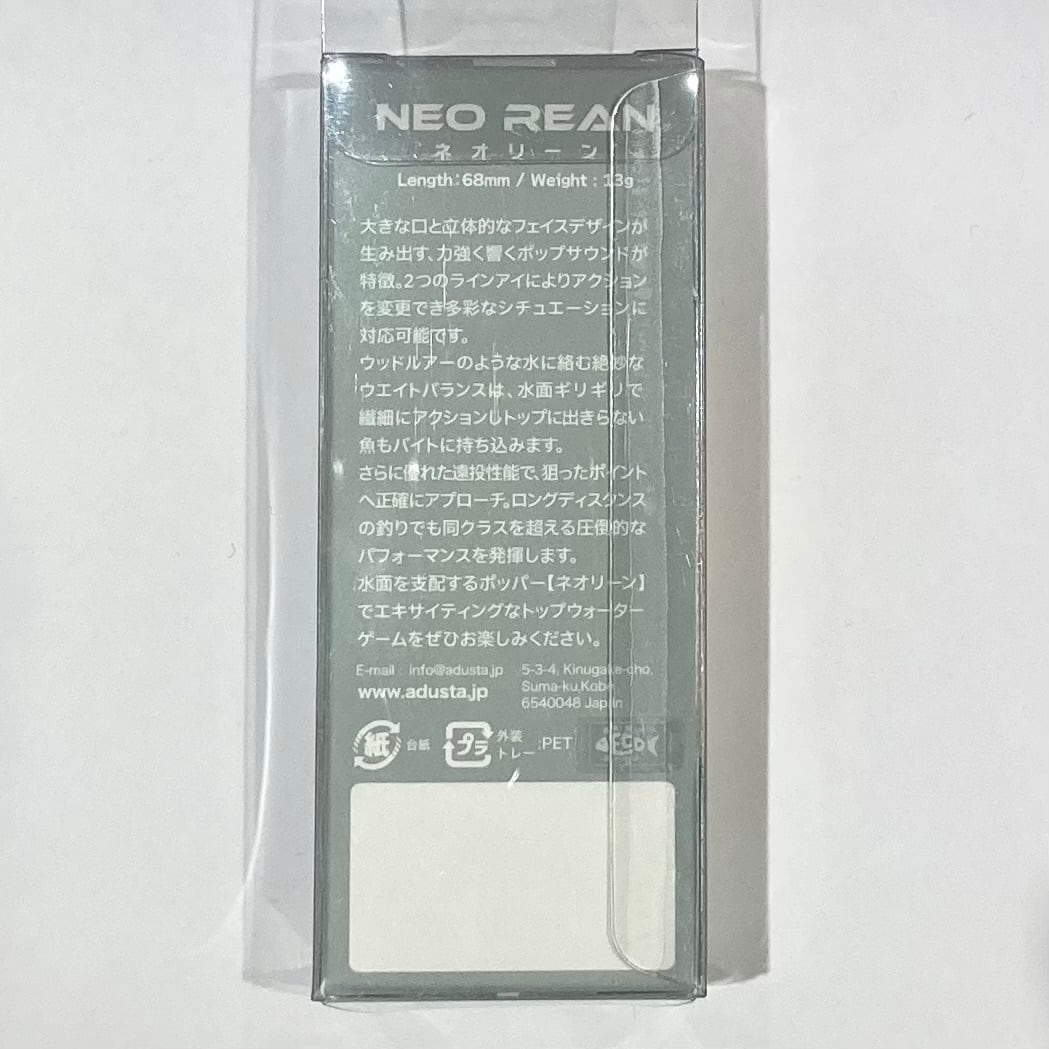 NEO REAN
ネオリーン
Length:68mm / Weight : 13g
大きな口と立体的なフェイスデザインが
生み出す、力強く響くポップサウンドが
特徴。2つのラインアイによりアクション
を変更でき多彩なシチュエーションに
対応可能です。
ウッドルアーのような水に絡む絶妙な
ウエイトバランスは、水面ギリギリで
繊細にアクションしトップに出きらない
魚もバイトに持ち込みます。
さらに優れた遠投性能で、狙ったポイント
へ正確にアプローチ。ロングディスタンス
の釣りでも同クラスを超える圧倒的な
パフォーマンスを発揮します。
水面を支配するポッパー【ネオリーン】
でエキサイティングなトップウォーター
ゲームをぜひお楽しみください。
E-mail : info@adusta.jp
www.adusta.jp
5-3-4, Kinugake-cho,
Suma-ku,Kobe
6540048 Japan
紙 台紙
プラ 外装
トレー :PET
ECO